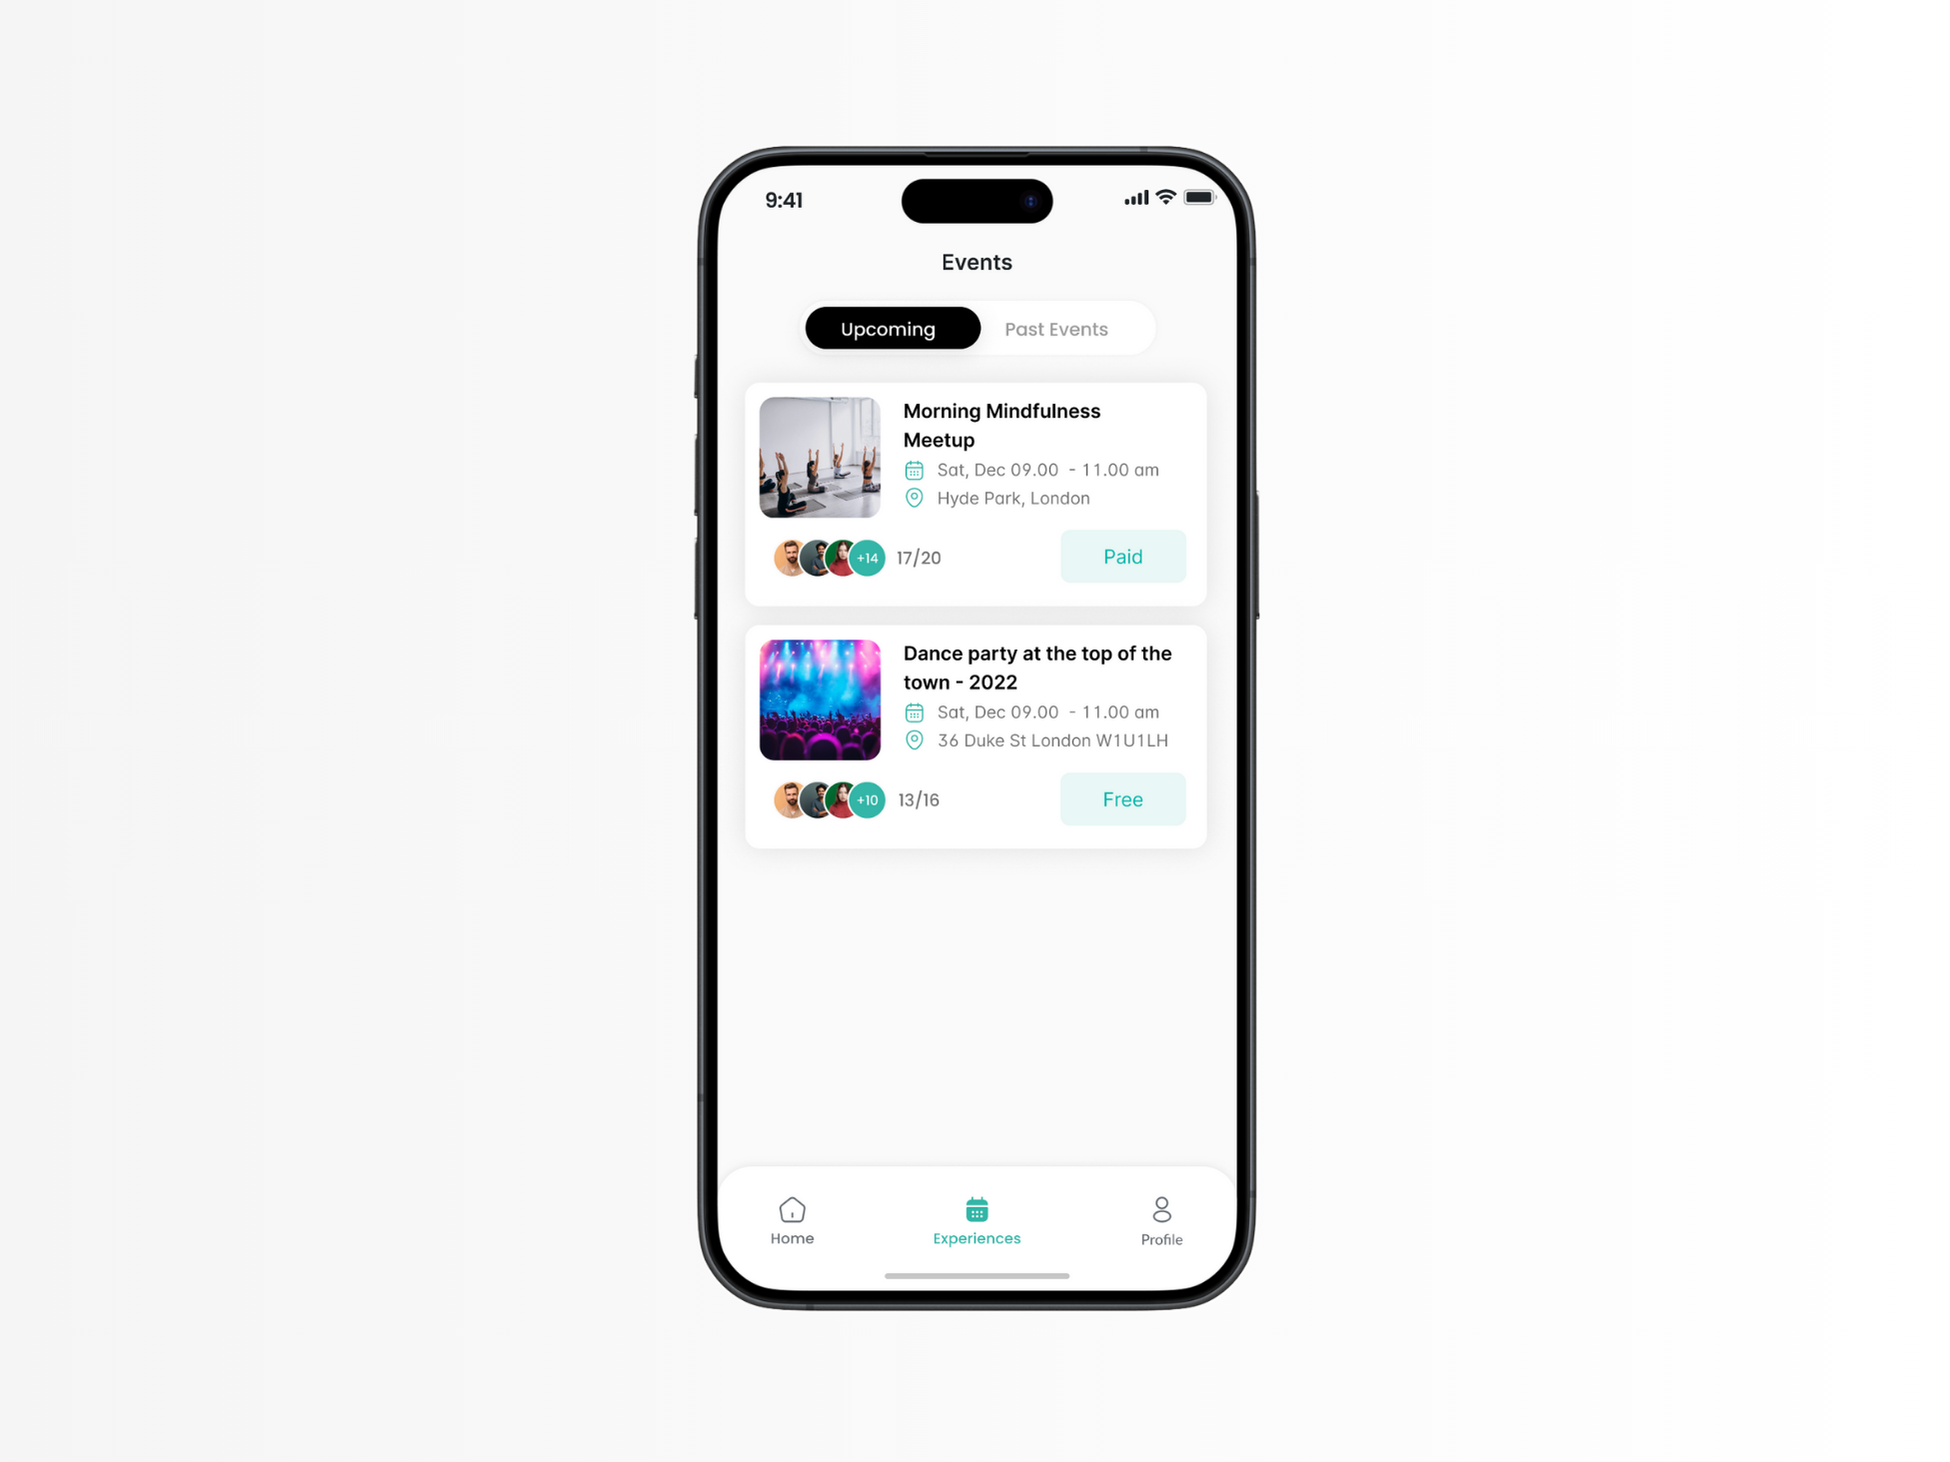 9:41
Events
Upcoming Past Events
Morning Mindfulness
Meetup
Sat, Dec 09.00 - 11.00 am
Hyde Park, London
+14 17/20 Paid
Dance party at the top of the
town - 2022
Sat, Dec 09.00 - 11.00 am
36 Duke St London W1U1LH
+10 13/16 Free
Home Experiences Profile